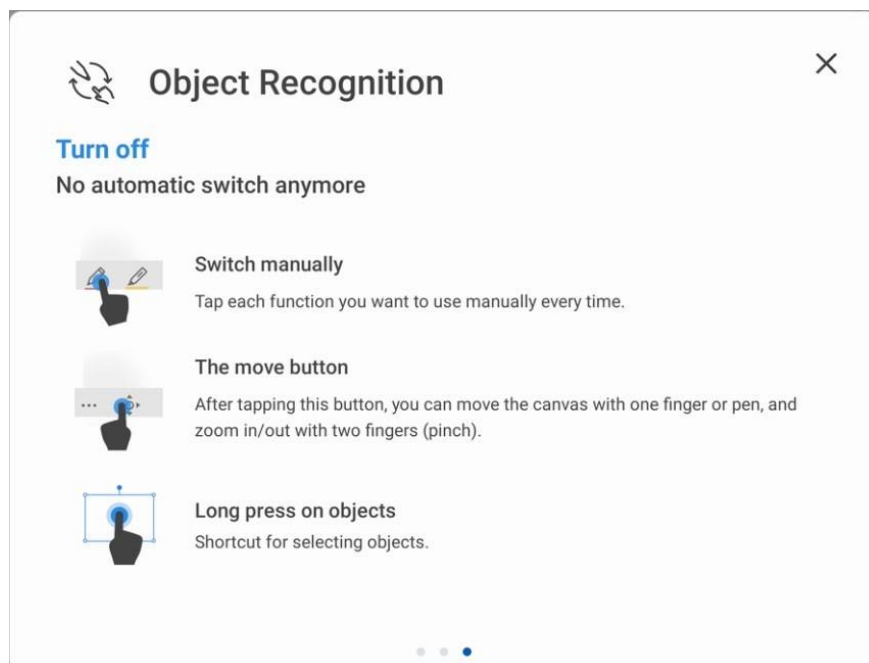 Object Recognition
Turn off
No automatic switch anymore
Switch manually
Tap each function you want to use manually every time.
The move button
After tapping this button, you can move the canvas with one finger or pen, and
zoom in/out with two fingers (pinch).
Long press on objects
Shortcut for selecting objects.